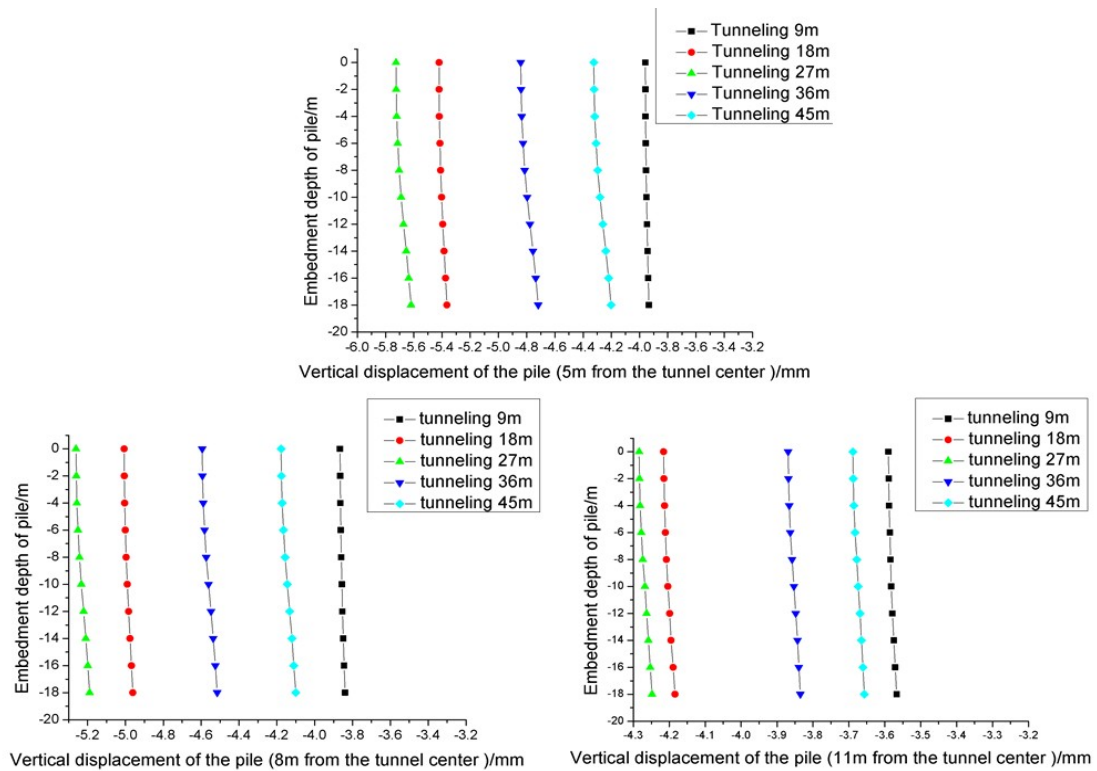 Tunneling 9m
Tunneling 18m
Tunneling 27m
Tunneling 36m
Tunneling 45m
Embedment depth of pile/m
0
-2
-4
-6
-8
-10
-12
-14
-16
-18
-20
-6.0 -5.8 -5.6 -5.4 -5.2 -5.0 -4.8 -4.6 -4.4 -4.2 -4.0 -3.8 -3.6 -3.4 -3.2
Vertical displacement of the pile (5m from the tunnel center )/mm
tunneling 9m
tunneling 18m
tunneling 27m
tunneling 36m
tunneling 45m
Embedment depth of pile/m
0
-2
-4
-6
-8
-10
-12
-14
-16
-18
-20
-5.2 -5.0 -4.8 -4.6 -4.4 -4.2 -4.0 -3.8 -3.6 -3.4 -3.2
Vertical displacement of the pile (8m from the tunnel center )/mm
tunneling 9m
tunneling 18m
tunneling 27m
tunneling 36m
tunneling 45m
Embedment depth of pile/m
0
-2
-4
-6
-8
-10
-12
-14
-16
-18
-20
-4.3 -4.2 -4.1 -4.0 -3.9 -3.8 -3.7 -3.6 -3.5 -3.4 -3.3 -3.2
Vertical displacement of the pile (11m from the tunnel center )/mm